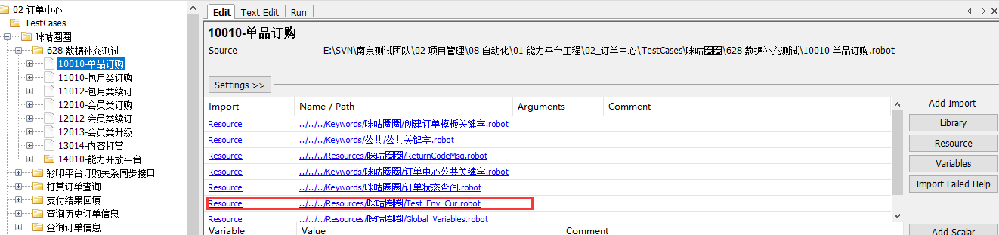 02 订单中心
TestCases
咪咕圈圈
628-数据补充测试
10010-单品订购
11010-包月类订购
11012-包月类续订
12010-会员类订购
12012-会员类续订
12013-会员类升级
13014-内容打赏
14010-能力开放平台
彩印平台订购关系同步接口
打赏订单查询
支付结果回填
查询历史订单信息
查询订单信息
Edit Text Edit Run
10010-单品订购
Source E:\SVN\南京测试团队\02-项目管理\08-自动化\01-能力平台工程\02_订单中心\TestCases\咪咕圈圈\628-数据补充测试\10010-单品订购.robot
Settings >>
Import Name / Path Arguments Comment
Resource ../../../Keywords/咪咕圈圈/创建订单模板关键字.robot
Resource ../../../Keywords/公共/公共关键字.robot
Resource ../../../Resources/咪咕圈圈/ReturnCodeMsg.robot
Resource ../../../Keywords/咪咕圈圈/订单中心公共关键字.robot
Resource ../../../Keywords/咪咕圈圈/订单状态查询.robot
Resource ../../../Resources/咪咕圈圈/Test_Env_Cur.robot
Resource ../../../Resources/咪咕圈圈/Global_Variables.robot
Variable Value Comment
Add Import
Library
Resource
Variables
Import Failed Help
Add Scalar